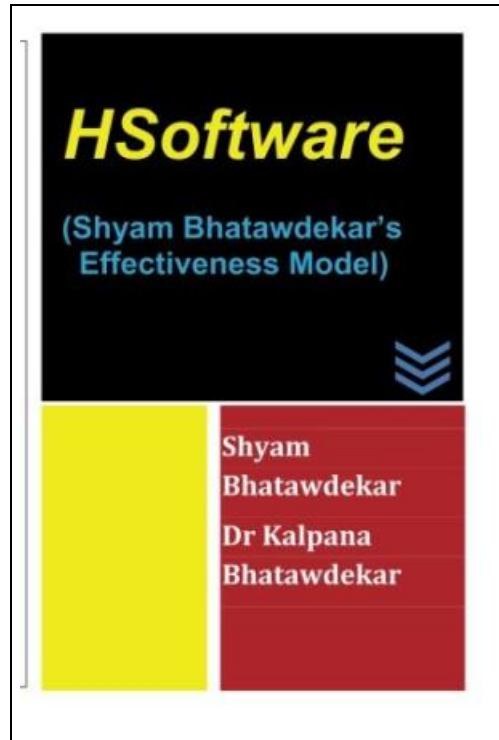 HSoftware
(Shyam Bhatawdekar’s
Effectiveness Model)
Shyam
Bhatawdekar
Dr Kalpana
Bhatawdekar